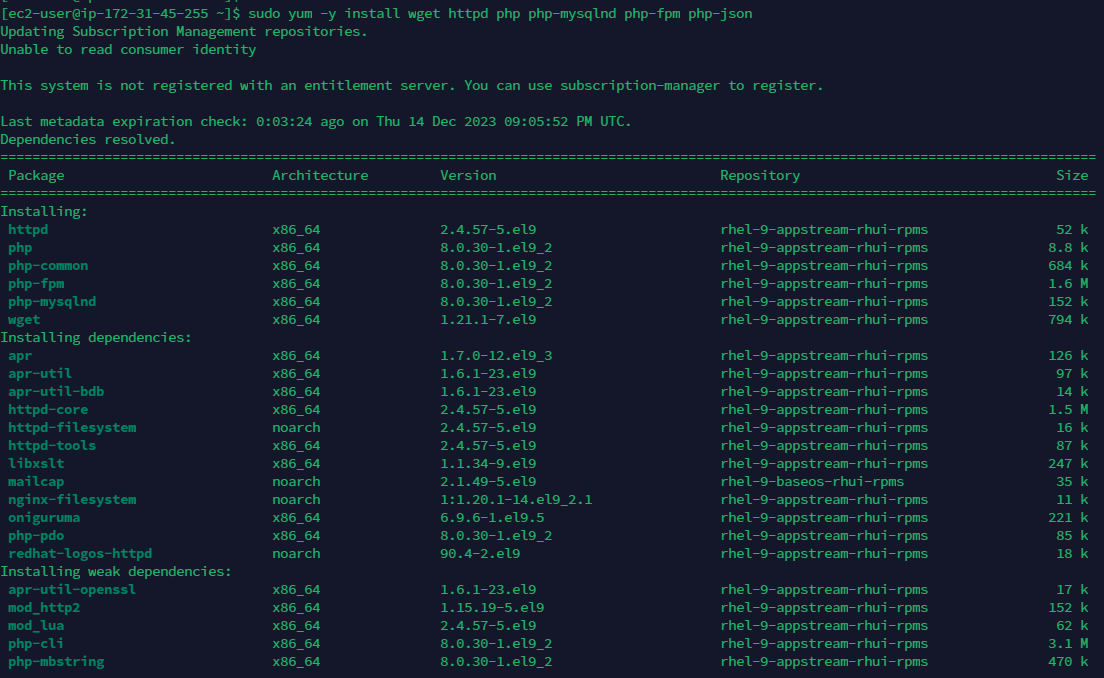 [ec2-user@ip-172-31-45-255 ~]$ sudo yum -y install wget httpd php php-mysqlnd php-fpm php-json
Updating Subscription Management repositories.
Unable to read consumer identity
This system is not registered with an entitlement server. You can use subscription-manager to register.
Last metadata expiration check: 0:03:24 ago on Thu 14 Dec 2023 09:05:52 PM UTC.
Dependencies resolved.
Package Architecture Version Repository Size
Installing:
httpd x86_64 2.4.57-5.el9 rhel-9-appstream-rhui-rpms 52 k
php x86_64 8.0.30-1.el9_2 rhel-9-appstream-rhui-rpms 8.8 k
php-common x86_64 8.0.30-1.el9_2 rhel-9-appstream-rhui-rpms 684 k
php-fpm x86_64 8.0.30-1.el9_2 rhel-9-appstream-rhui-rpms 1.6 M
php-mysqlnd x86_64 8.0.30-1.el9_2 rhel-9-appstream-rhui-rpms 152 k
wget x86_64 1.21.1-7.el9 rhel-9-appstream-rhui-rpms 794 k
Installing dependencies:
apr x86_64 1.7.0-12.el9_3 rhel-9-appstream-rhui-rpms 126 k
apr-util x86_64 1.6.1-23.el9 rhel-9-appstream-rhui-rpms 97 k
apr-util-bdb x86_64 1.6.1-23.el9 rhel-9-appstream-rhui-rpms 14 k
httpd-core x86_64 2.4.57-5.el9 rhel-9-appstream-rhui-rpms 1.5 M
httpd-filesystem noarch 2.4.57-5.el9 rhel-9-appstream-rhui-rpms 16 k
httpd-tools x86_64 2.4.57-5.el9 rhel-9-appstream-rhui-rpms 87 k
libxslt x86_64 1.1.34-9.el9 rhel-9-appstream-rhui-rpms 247 k
mailcap noarch 2.1.49-5.el9 rhel-9-baseos-rhui-rpms 35 k
nginx-filesystem noarch 1:1.20.1-14.el9_2.1 rhel-9-appstream-rhui-rpms 11 k
oniguruma x86_64 6.9.6-1.el9.5 rhel-9-appstream-rhui-rpms 221 k
php-pdo x86_64 8.0.30-1.el9_2 rhel-9-appstream-rhui-rpms 85 k
redhat-logos-httpd noarch 90.4-2.el9 rhel-9-appstream-rhui-rpms 18 k
Installing weak dependencies:
apr-util-openssl x86_64 1.6.1-23.el9 rhel-9-appstream-rhui-rpms 17 k
mod_http2 x86_64 1.15.19-5.el9 rhel-9-appstream-rhui-rpms 152 k
mod_lua x86_64 2.4.57-5.el9 rhel-9-appstream-rhui-rpms 62 k
php-cli x86_64 8.0.30-1.el9_2 rhel-9-appstream-rhui-rpms 3.1 M
php-mbstring x86_64 8.0.30-1.el9_2 rhel-9-appstream-rhui-rpms 470 k